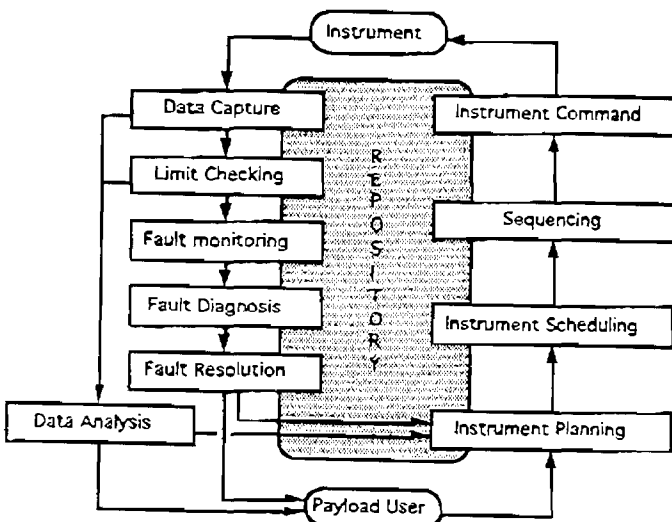 Instrument
Data Capture
Instrument Command
Limit Checking
REPOSITORY
Fault monitoring
Sequencing
Fault Diagnosis
Instrument Scheduling
Fault Resolution
Data Analysis
Instrument Planning
Payload User